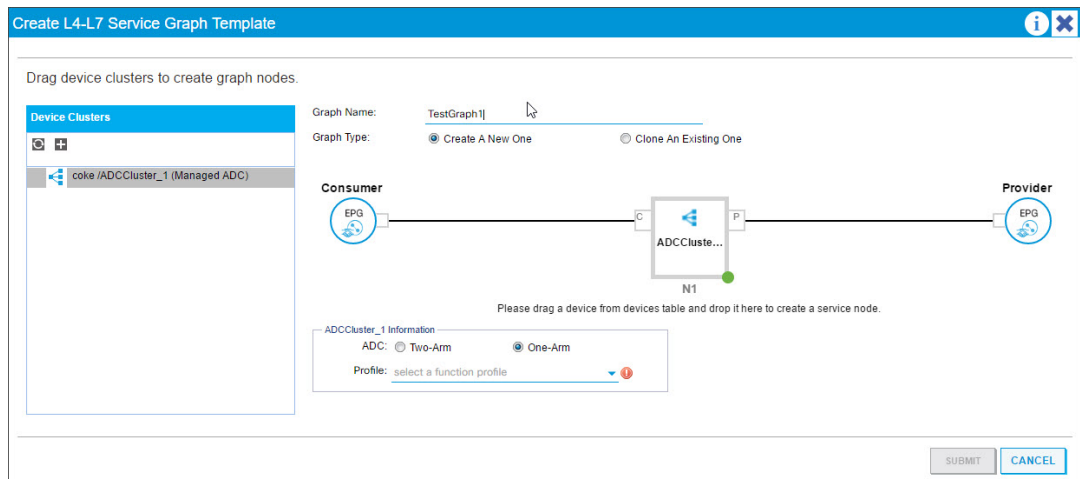 Create L4-L7 Service Graph Template
i
Drag device clusters to create graph nodes.
Device Clusters
coke /ADCCluster_1 (Managed ADC)
Graph Name: TestGraph1
Graph Type: Create A New One Clone An Existing One
Consumer Provider
EPG EPG
C P
ADCCluste...
N1
Please drag a device from devices table and drop it here to create a service node.
ADCCluster_1 Information
ADC: Two-Arm One-Arm
Profile: select a function profile !
SUBMIT CANCEL